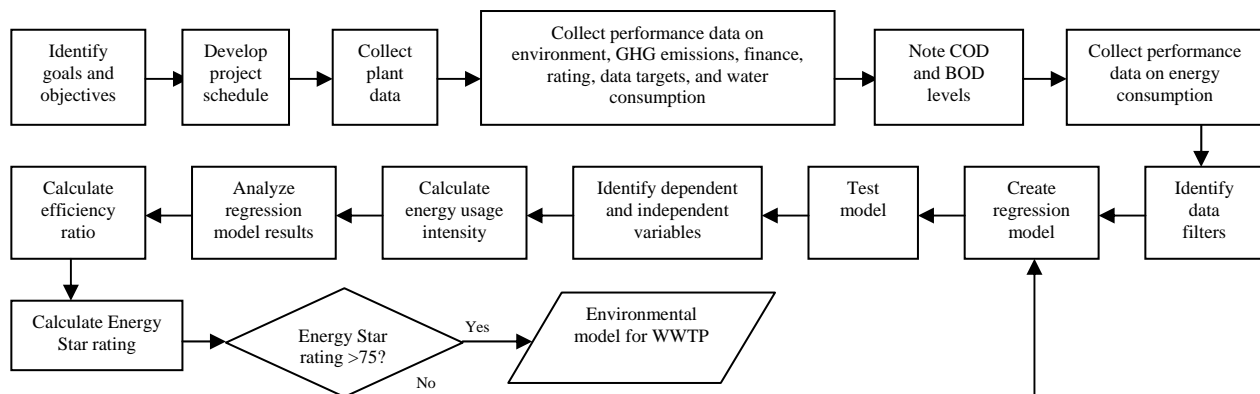 Identify
goals and
objectives
Develop
project
schedule
Collect
plant
data
Collect performance data on
environment, GHG emissions, finance,
rating, data targets, and water
consumption
Note COD
and BOD
levels
Collect performance
data on energy
consumption
Identify
data
filters
Create
regression
model
Test
model
Identify dependent
and independent
variables
Calculate
energy usage
intensity
Analyze
regression
model results
Calculate
efficiency
ratio
Calculate Energy
Star rating
Energy Star
rating >75?
Yes
No
Environmental
model for WWTP